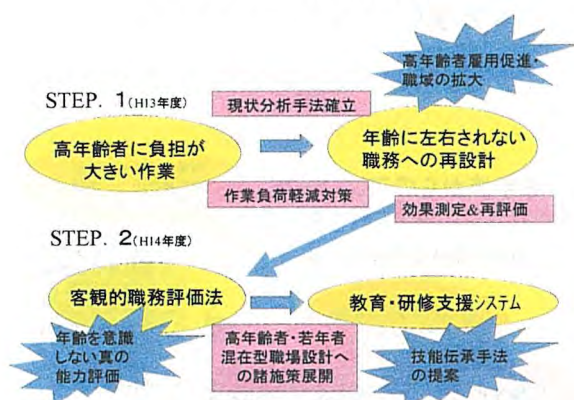 高年齢者雇用促進・
職域の拡大
STEP. 1(H13年度)
現状分析手法確立
高年齢者に負担が
大きい作業
年齢に左右されない
職務への再設計
作業負荷軽減対策
効果測定&再評価
STEP. 2(H14年度)
客観的職務評価法
教育・研修支援システム
年齢を意識
しない真の
能力評価
高年齢者・若年者
混在型職場設計へ
の諸施策展開
技能伝承手法
の提案